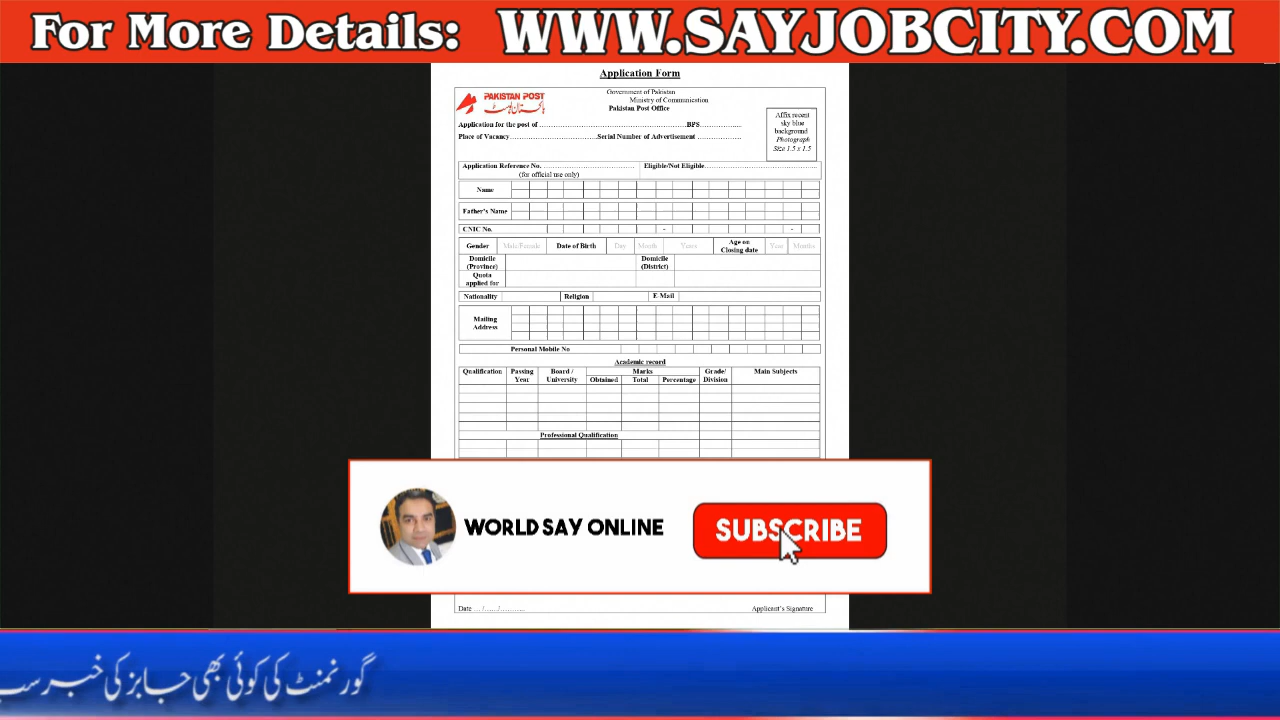 For More Details: WWW.SAYJOBCITY.COM
Application Form
PAKISTAN POST
پاکستان پوسٹ
Government of Pakistan
Ministry of Communication
Pakistan Post Office
Affix recent
sky blue
background
Photograph
Size 1.5 x 1.5
Application for the post of ............................................................BPS................
Place of Vacancy...................................Serial Number of Advertisement ..................
Application Reference No. ....................................
(for official use only)
Eligible/Not Eligible..............................................
Name
Father's Name
CNIC No. - -
Gender Male/Female Date of Birth Day Month Years Age on Closing date Year Months
Domicile (Province) Domicile (District)
Quota applied for
Nationality Religion E-Mail
Mailing Address
Personal Mobile No
Academic record
Qualification Passing Year Board / University Marks Grade/ Division Main Subjects
Obtained Total Percentage
Professional Qualification
WORLD SAY ONLINE SUBSCRIBE
Date ... /....../........... Applicant's Signature
گورنمنٹ کی کوئی بھی جابز کی خبر سب